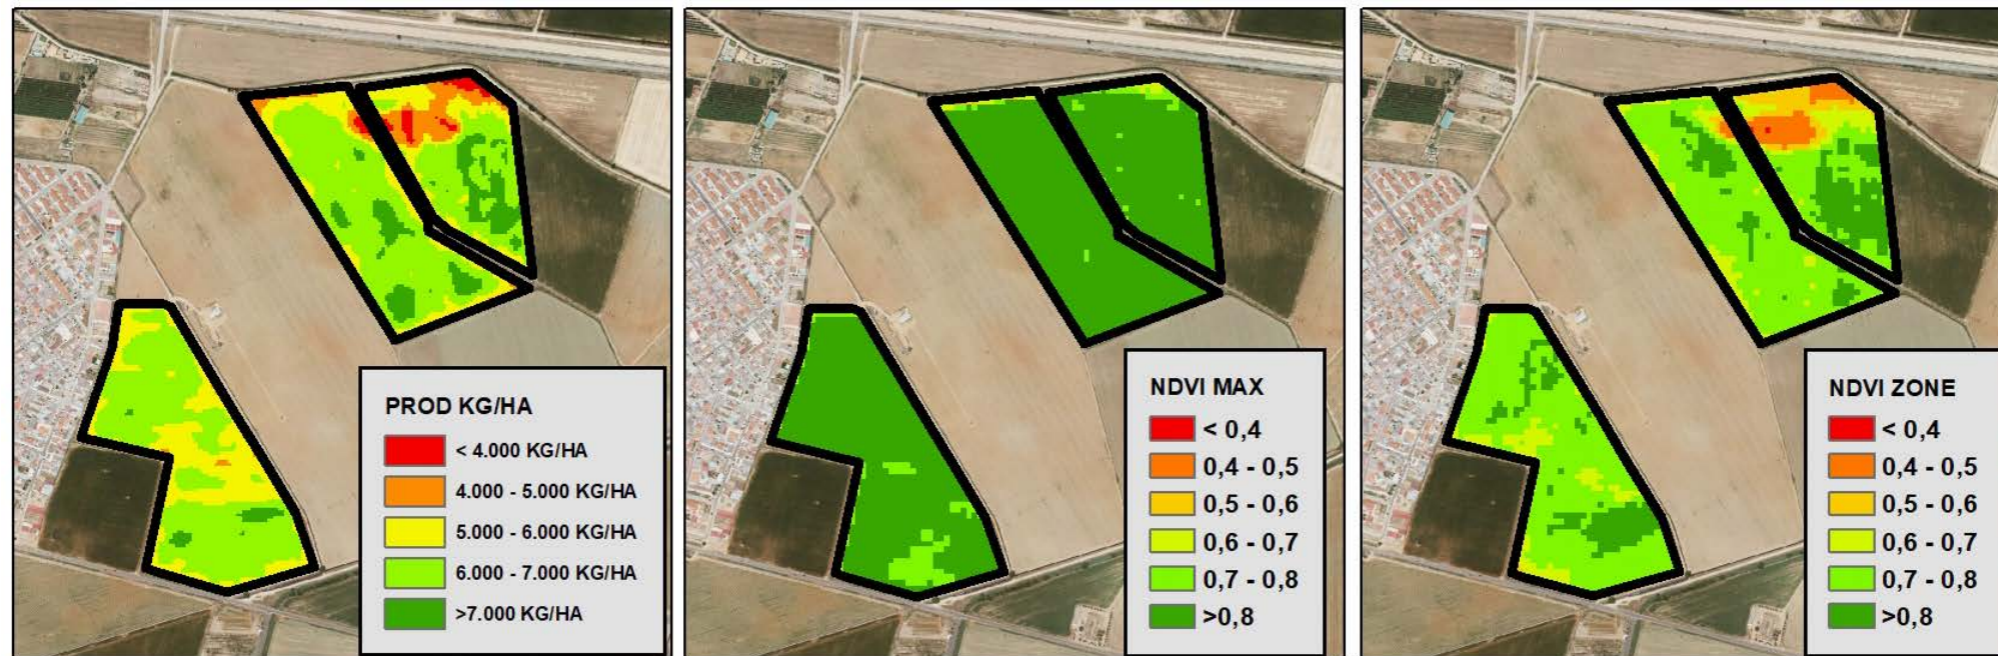 PROD KG/HA
< 4.000 KG/HA
4.000 - 5.000 KG/HA
5.000 - 6.000 KG/HA
6.000 - 7.000 KG/HA
>7.000 KG/HA
NDVI MAX
< 0,4
0,4 - 0,5
0,5 - 0,6
0,6 - 0,7
0,7 - 0,8
>0,8
NDVI ZONE
< 0,4
0,4 - 0,5
0,5 - 0,6
0,6 - 0,7
0,7 - 0,8
>0,8